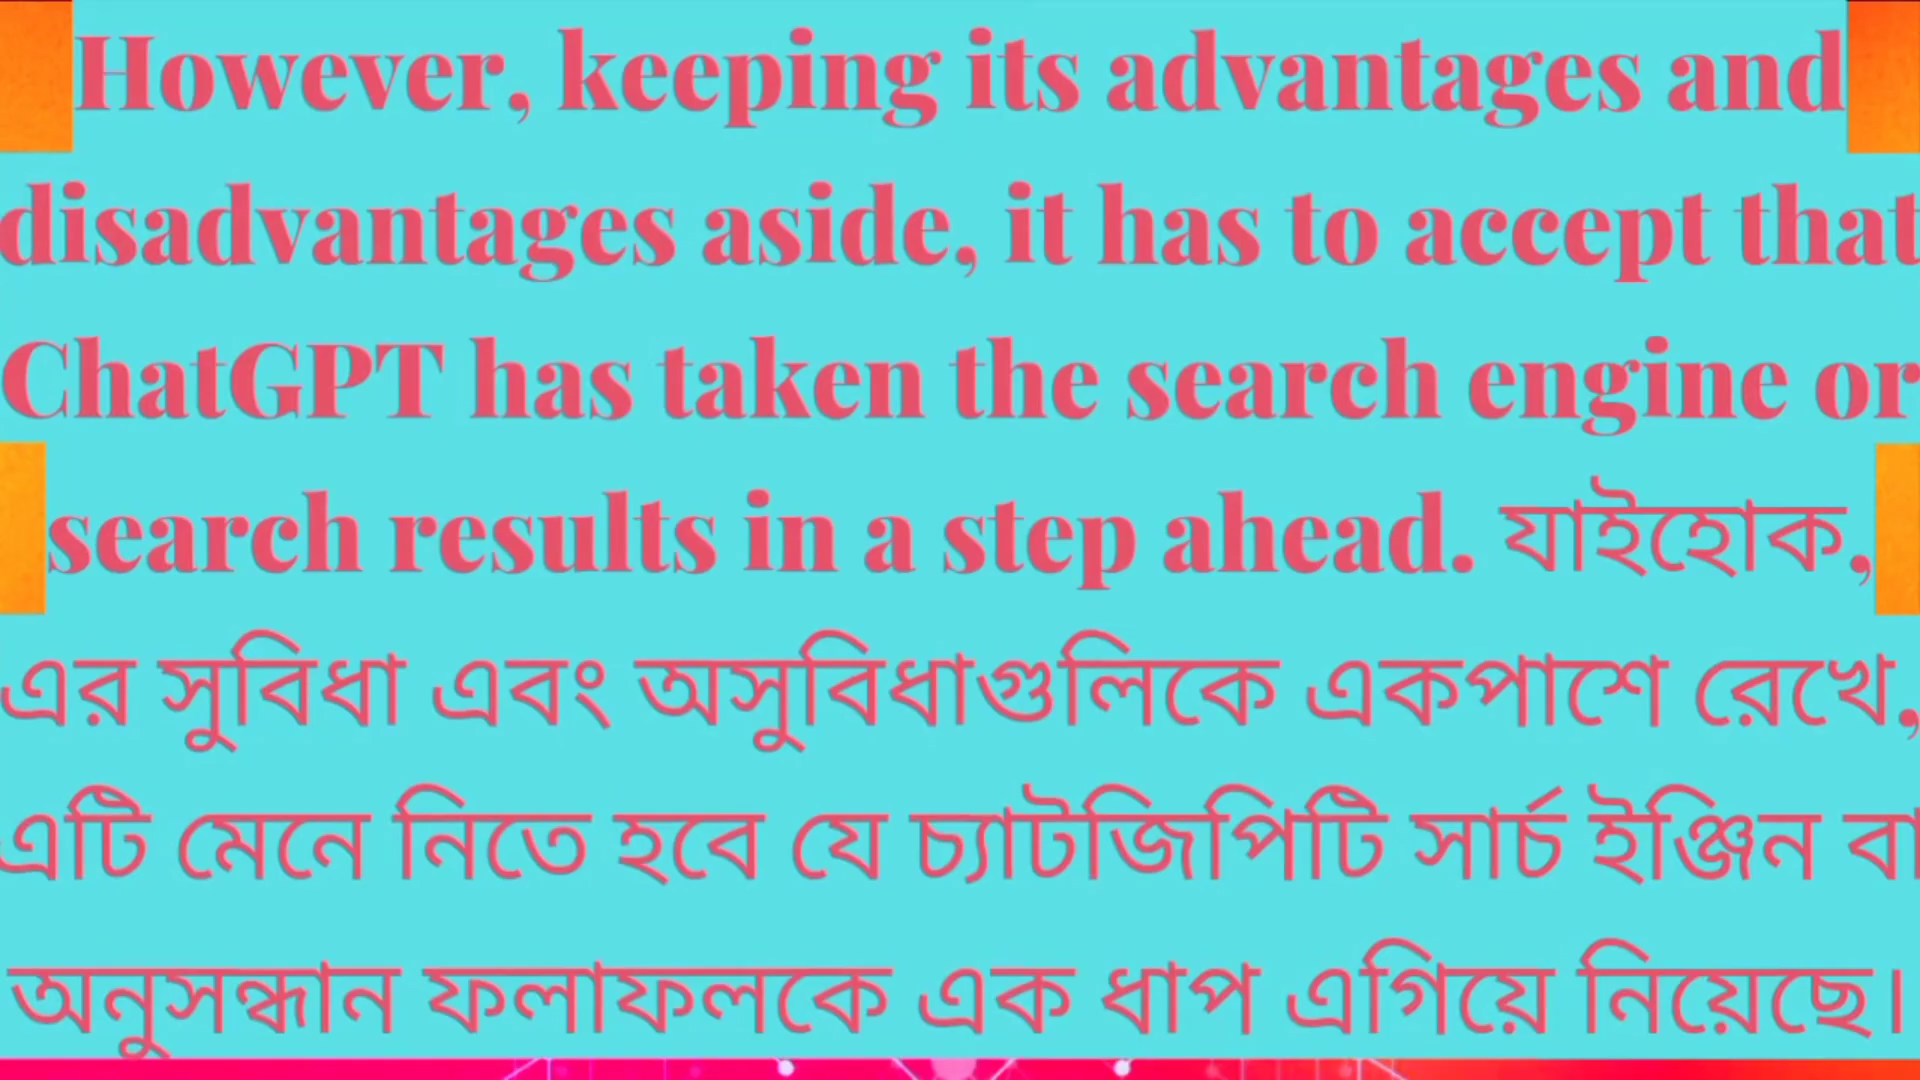 However, keeping its advantages and
disadvantages aside, it has to accept that
ChatGPT has taken the search engine or
search results in a step ahead. যাইহোক,
এর সুবিধা এবং অসুবিধাগুলিকে একপাশে রেখে,
এটি মেনে নিতে হবে যে চ্যাটজিপিটি সার্চ ইঞ্জিন বা
অনুসন্ধান ফলাফলকে এক ধাপ এগিয়ে নিয়েছে।